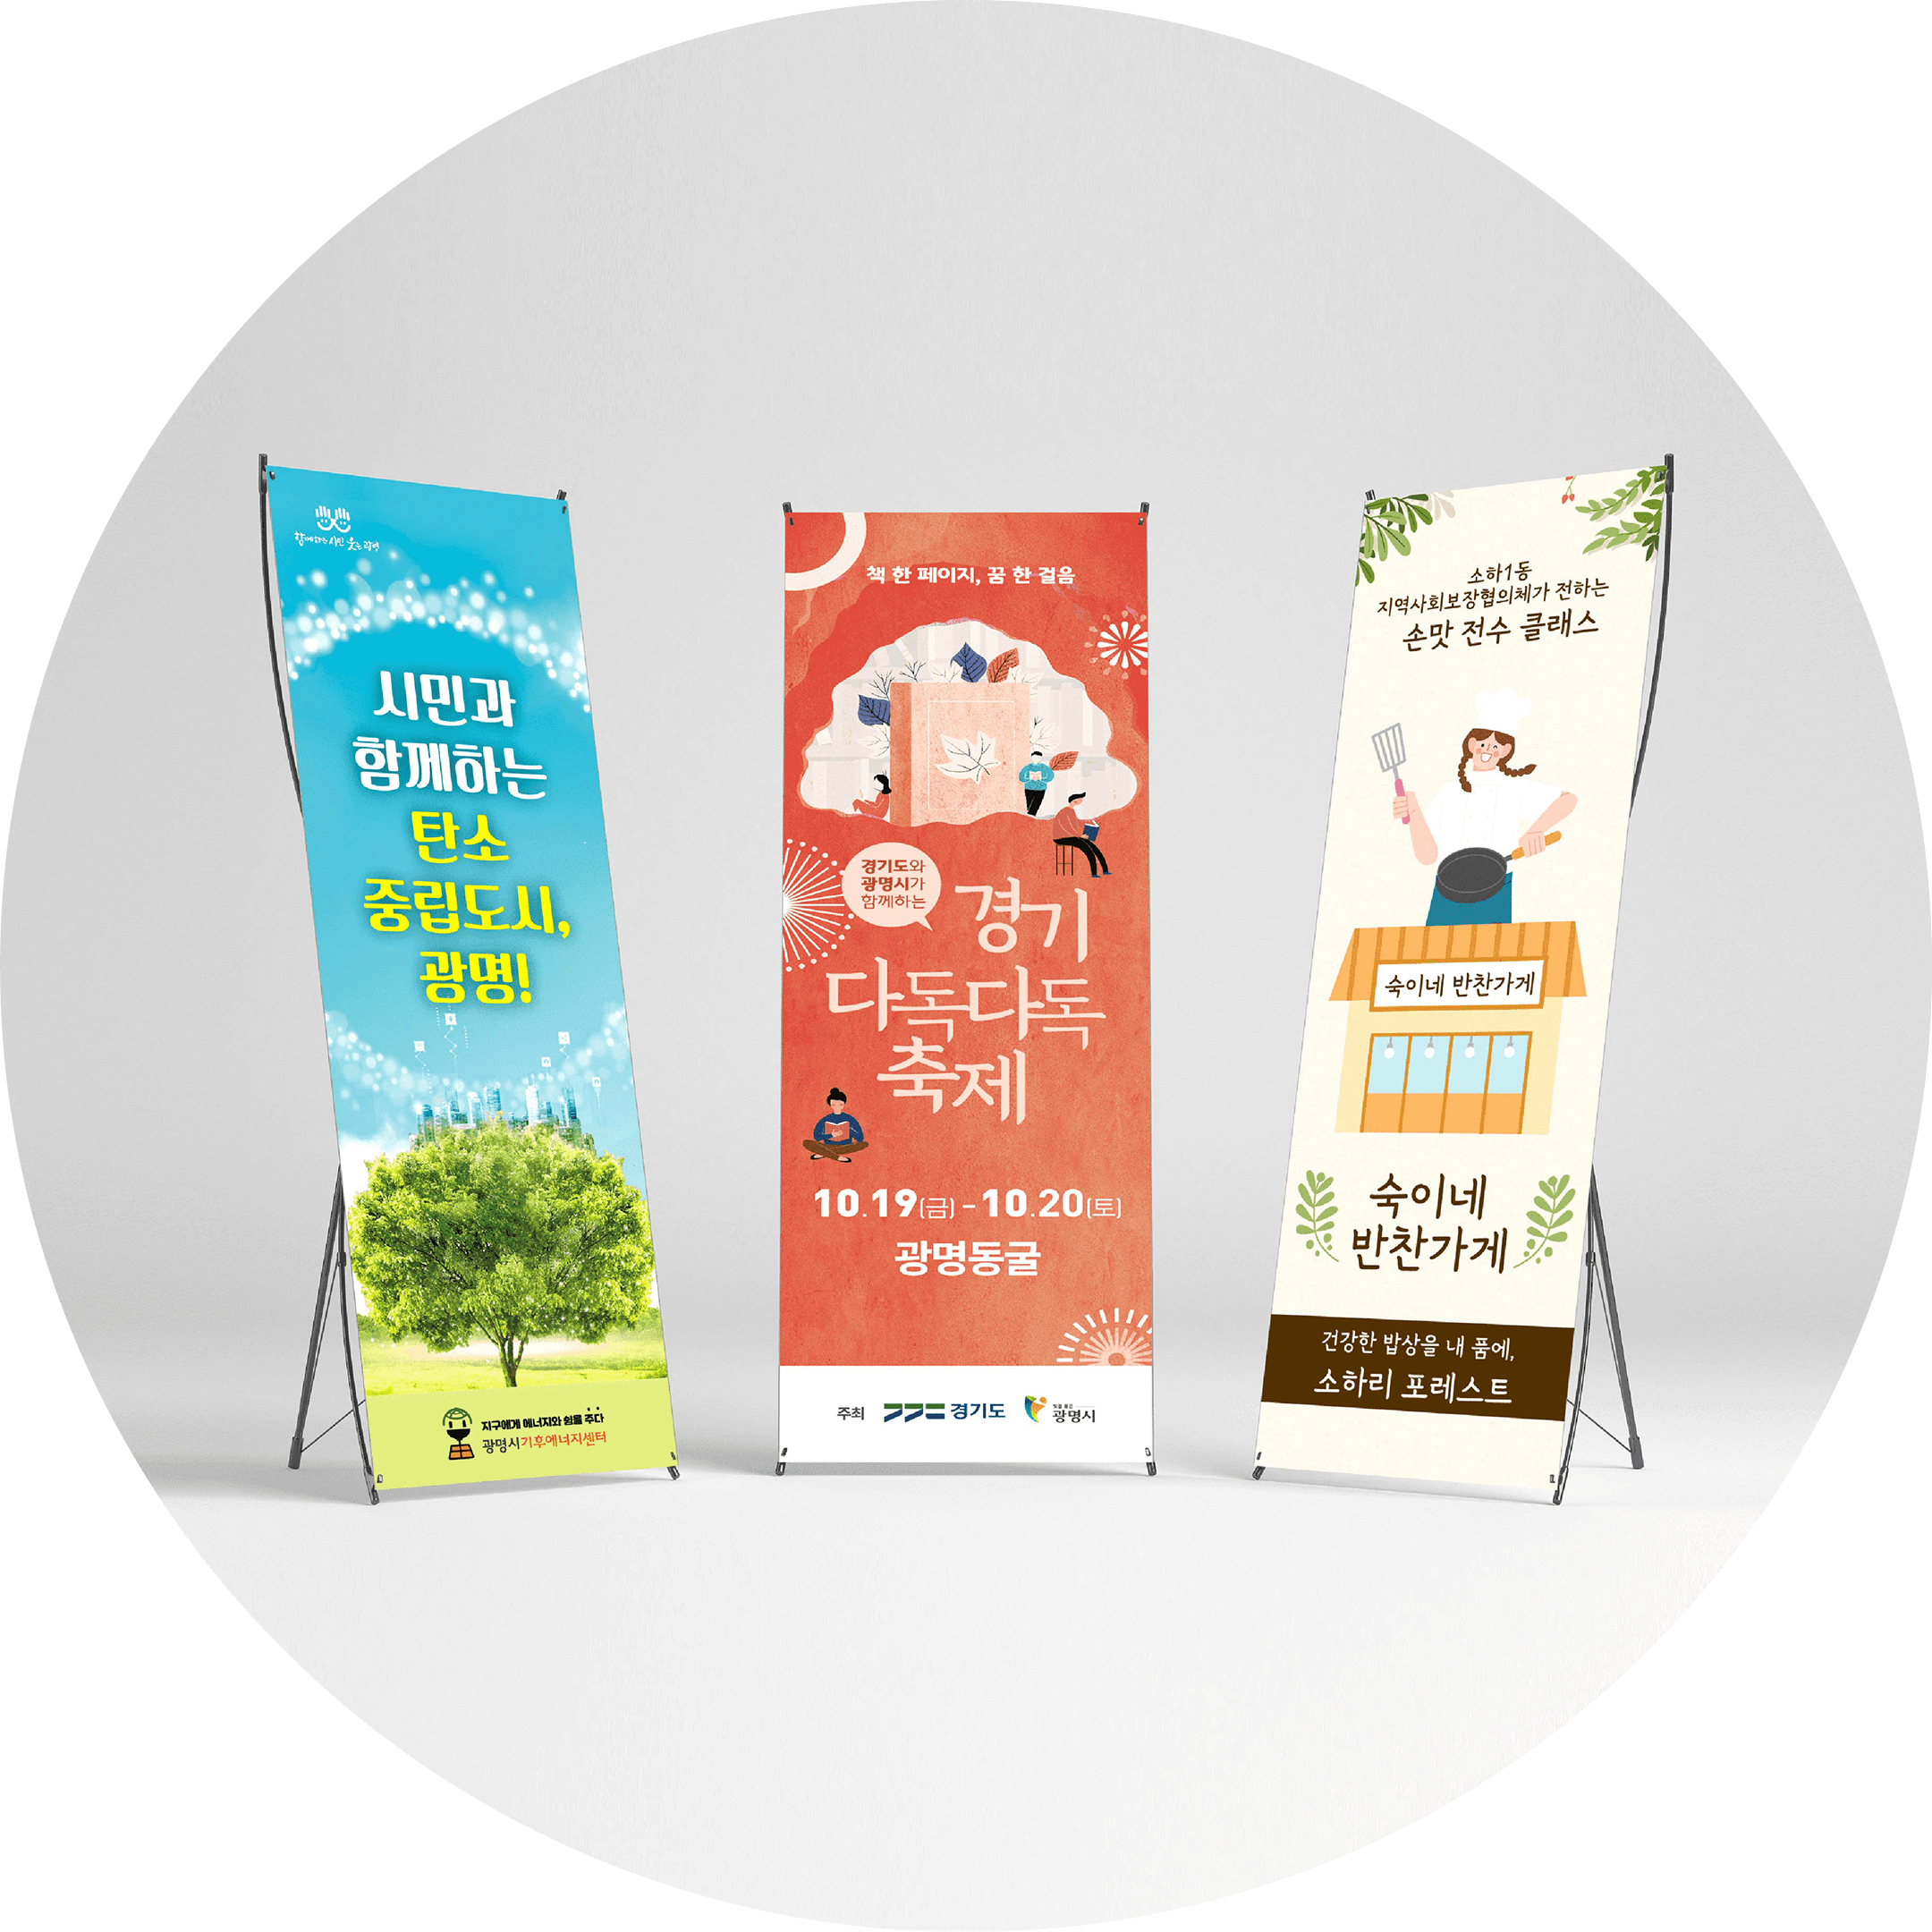 함께하는 시민 웃는 광명
시민과
함께하는
탄소
중립도시,
광명!
지구에게 에너지와 쉼을 주다
광명시기후에너지센터
책 한 페이지, 꿈 한 걸음
경기도와
광명시가
함께하는
경기
다독다독
축제
10.19(금) - 10.20(토)
광명동굴
주최 경기도 광명시
소하1동
지역사회보장협의체가 전하는
손맛 전수 클래스
숙이네 반찬가게
숙이네
반찬가게
건강한 밥상을 내 품에,
소하리 포레스트